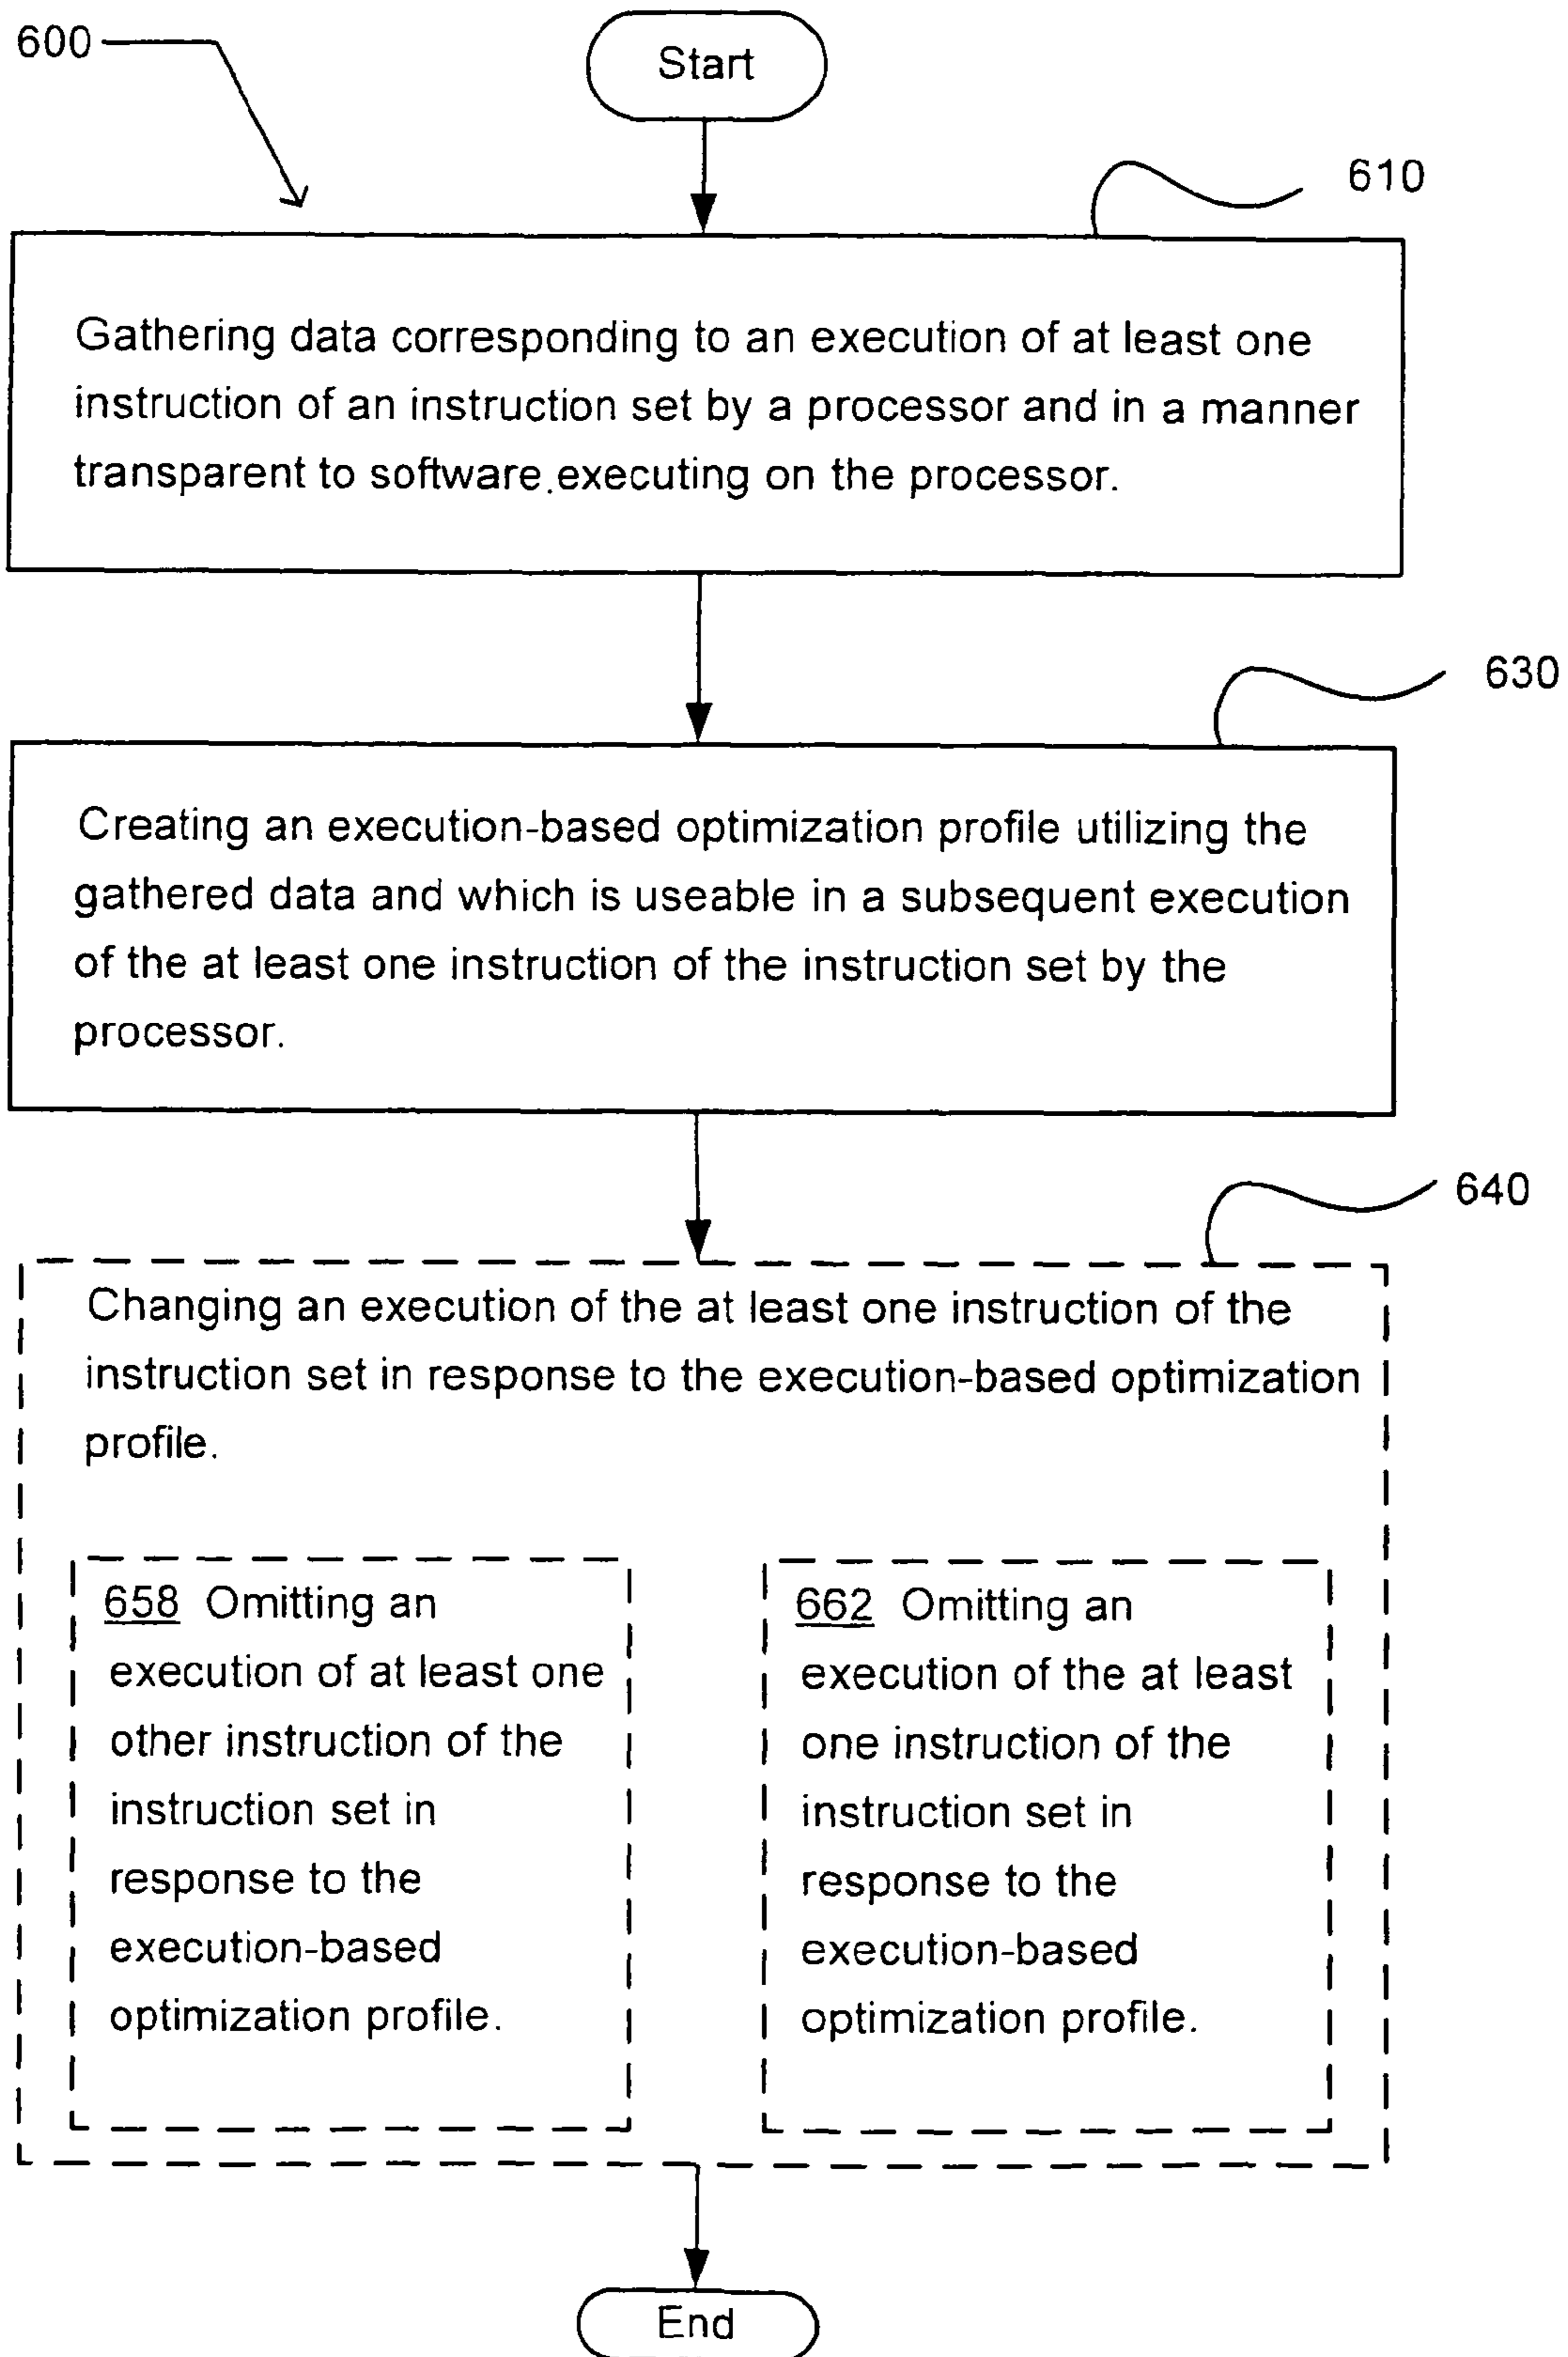 600
Start
610
Gathering data corresponding to an execution of at least one
instruction of an instruction set by a processor and in a manner
transparent to software.executing on the processor.
630
Creating an execution-based optimization profile utilizing the
gathered data and which is useable in a subsequent execution
of the at least one instruction of the instruction set by the
processor.
640
Changing an execution of the at least one instruction of the
instruction set in response to the execution-based optimization
profile.
658 Omitting an
execution of at least one
other instruction of the
instruction set in
response to the
execution-based
optimization profile.
662 Omitting an
execution of the at least
one instruction of the
instruction set in
response to the
execution-based
optimization profile.
End